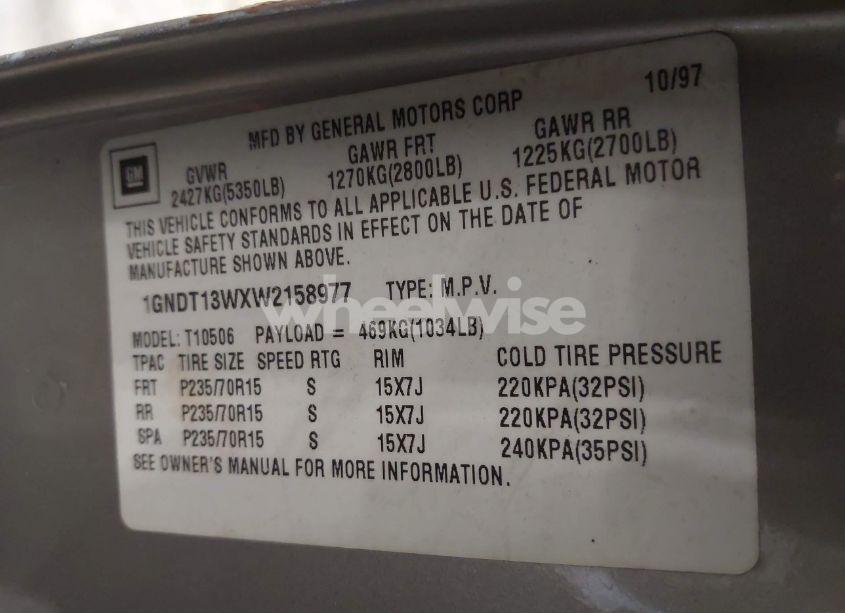 10/97
MFD BY GENERAL MOTORS CORP
GM
GVWR GAWR FRT GAWR RR
2427KG(5350LB) 1270KG(2800LB) 1225KG(2700LB)
THIS VEHICLE CONFORMS TO ALL APPLICABLE U.S. FEDERAL MOTOR
VEHICLE SAFETY STANDARDS IN EFFECT ON THE DATE OF
MANUFACTURE SHOWN ABOVE.
1GNDT13WXW2158977 TYPE: M.P.V.
wheelwise
MODEL: T10506 PAYLOAD = 469KG(1034LB)
TPAC TIRE SIZE SPEED RTG RIM COLD TIRE PRESSURE
FRT P235/70R15 S 15X7J 220KPA(32PSI)
RR P235/70R15 S 15X7J 220KPA(32PSI)
SPA P235/70R15 S 15X7J 240KPA(35PSI)
SEE OWNER'S MANUAL FOR MORE INFORMATION.